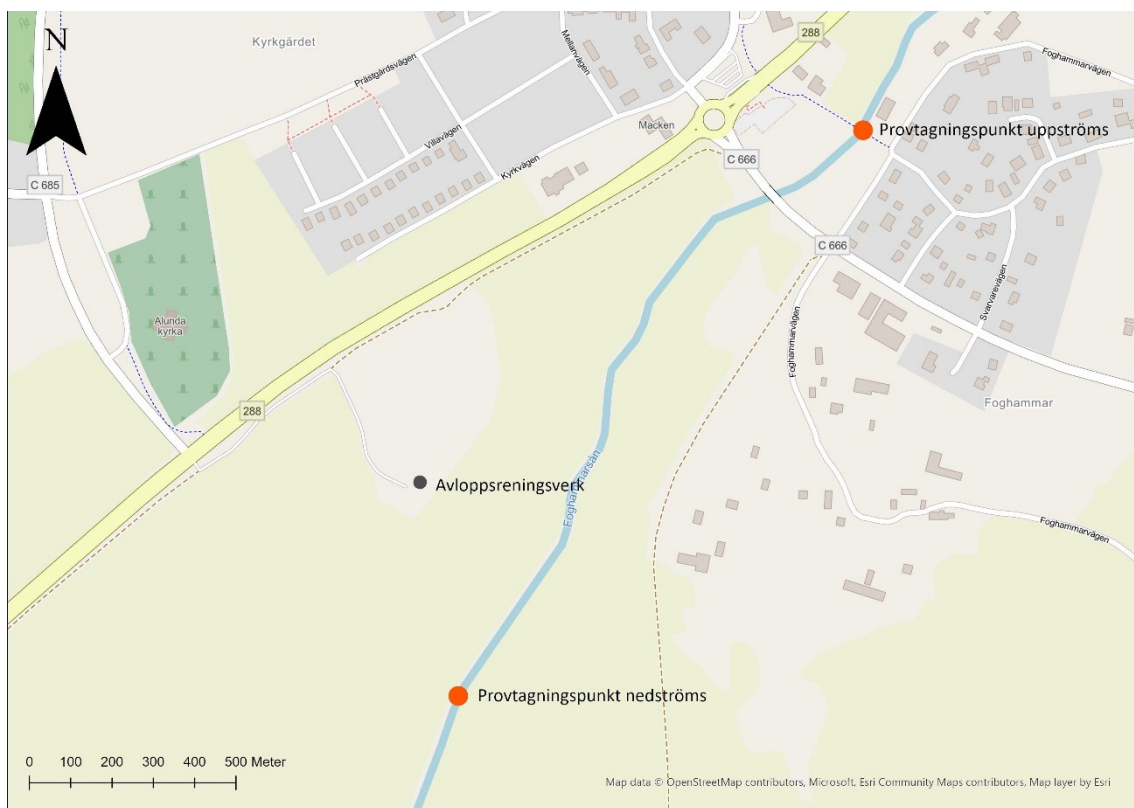 N
Kyrkgärdet
288
Foghammarvägen
Mellanvägen
Prästgårdsvägen
Foghammarvägen
Macken
Provtagningspunkt uppströms
Villavägen
C 666
Kyrkvägen
C 685
C 666
Svarvarevägen
Alunda
kyrka
Foghammarvägen
288
Foghammar
Foghammarsån
Avloppsreningsverk
Foghammarvägen
Provtagningspunkt nedströms
0 100 200 300 400 500 Meter
Map data © OpenStreetMap contributors, Microsoft, Esri Community Maps contributors, Map layer by Esri